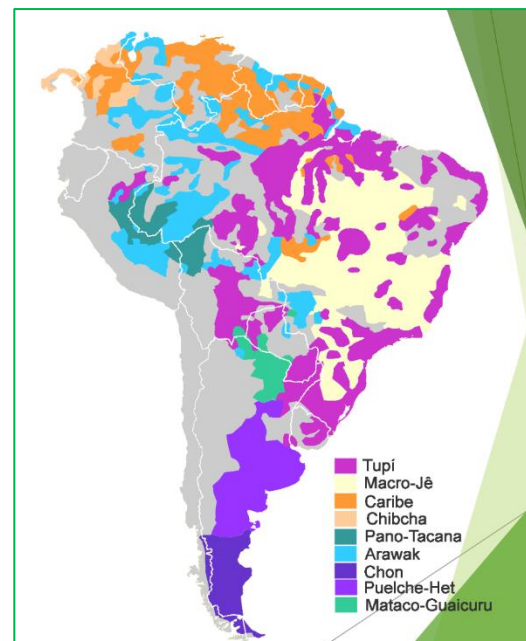 Tupí
Macro-Jê
Caribe
Chibcha
Pano-Tacana
Arawak
Chon
Puelche-Het
Mataco-Guaicuru